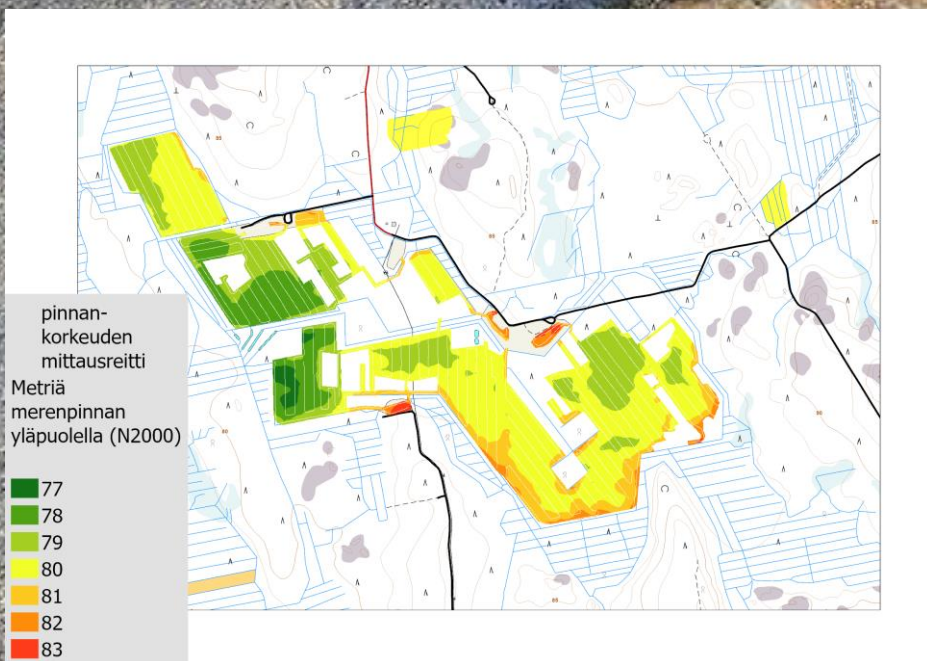 pinnan-
korkeuden
mittausreitti
Metriä
merenpinnan
yläpuolella (N2000)
77
78
79
80
81
82
83